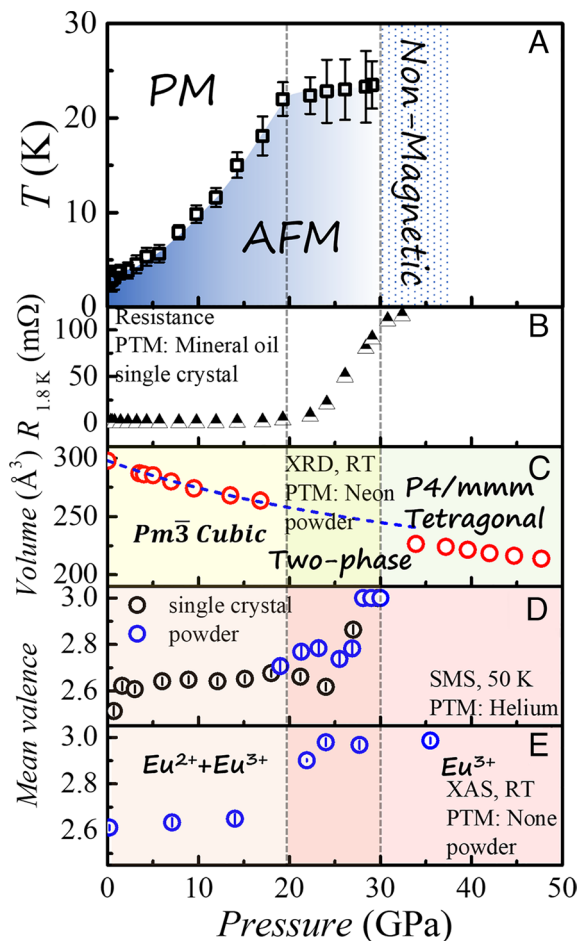 A
30
PM
20
10
AFM
0
T (K)
Non-Magnetic
B
Resistance
PTM: Mineral oil
single crystal
100
50
0
R 1.8 K (mΩ)
C
300
250
200
Volume (Å³)
XRD, RT
PTM: Neon
powder
Pm3̅ Cubic
Two-phase
P4/mmm
Tetragonal
D
3.0
2.8
2.6
single crystal
powder
SMS, 50 K
PTM: Helium
Mean valence
E
3.0
2.8
2.6
Eu²⁺+Eu³⁺
Eu³⁺
XAS, RT
PTM: None
powder
0 10 20 30 40 50
Pressure (GPa)